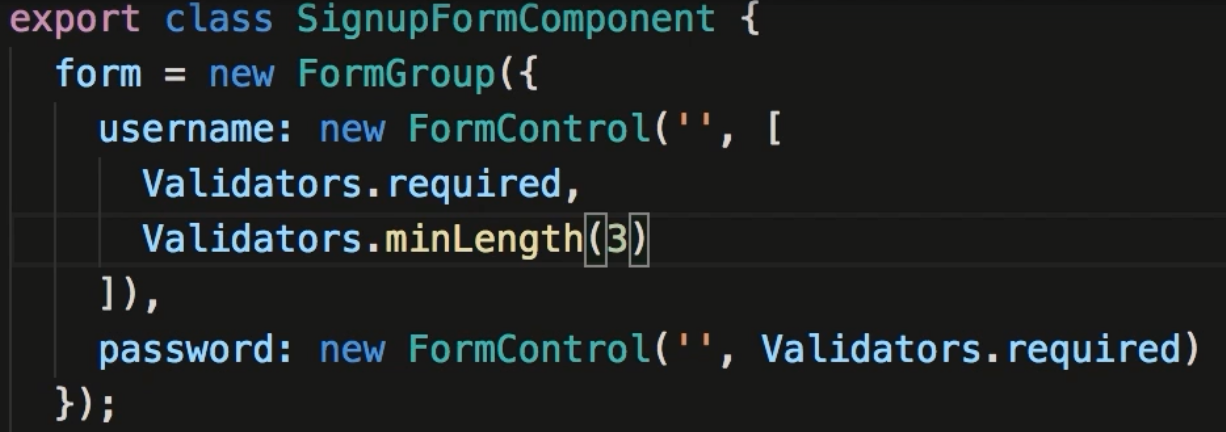 export class SignupFormComponent {
  form = new FormGroup({
    username: new FormControl('', [
      Validators.required,
      Validators.minLength(3)
    ]),
    password: new FormControl('', Validators.required)
  });